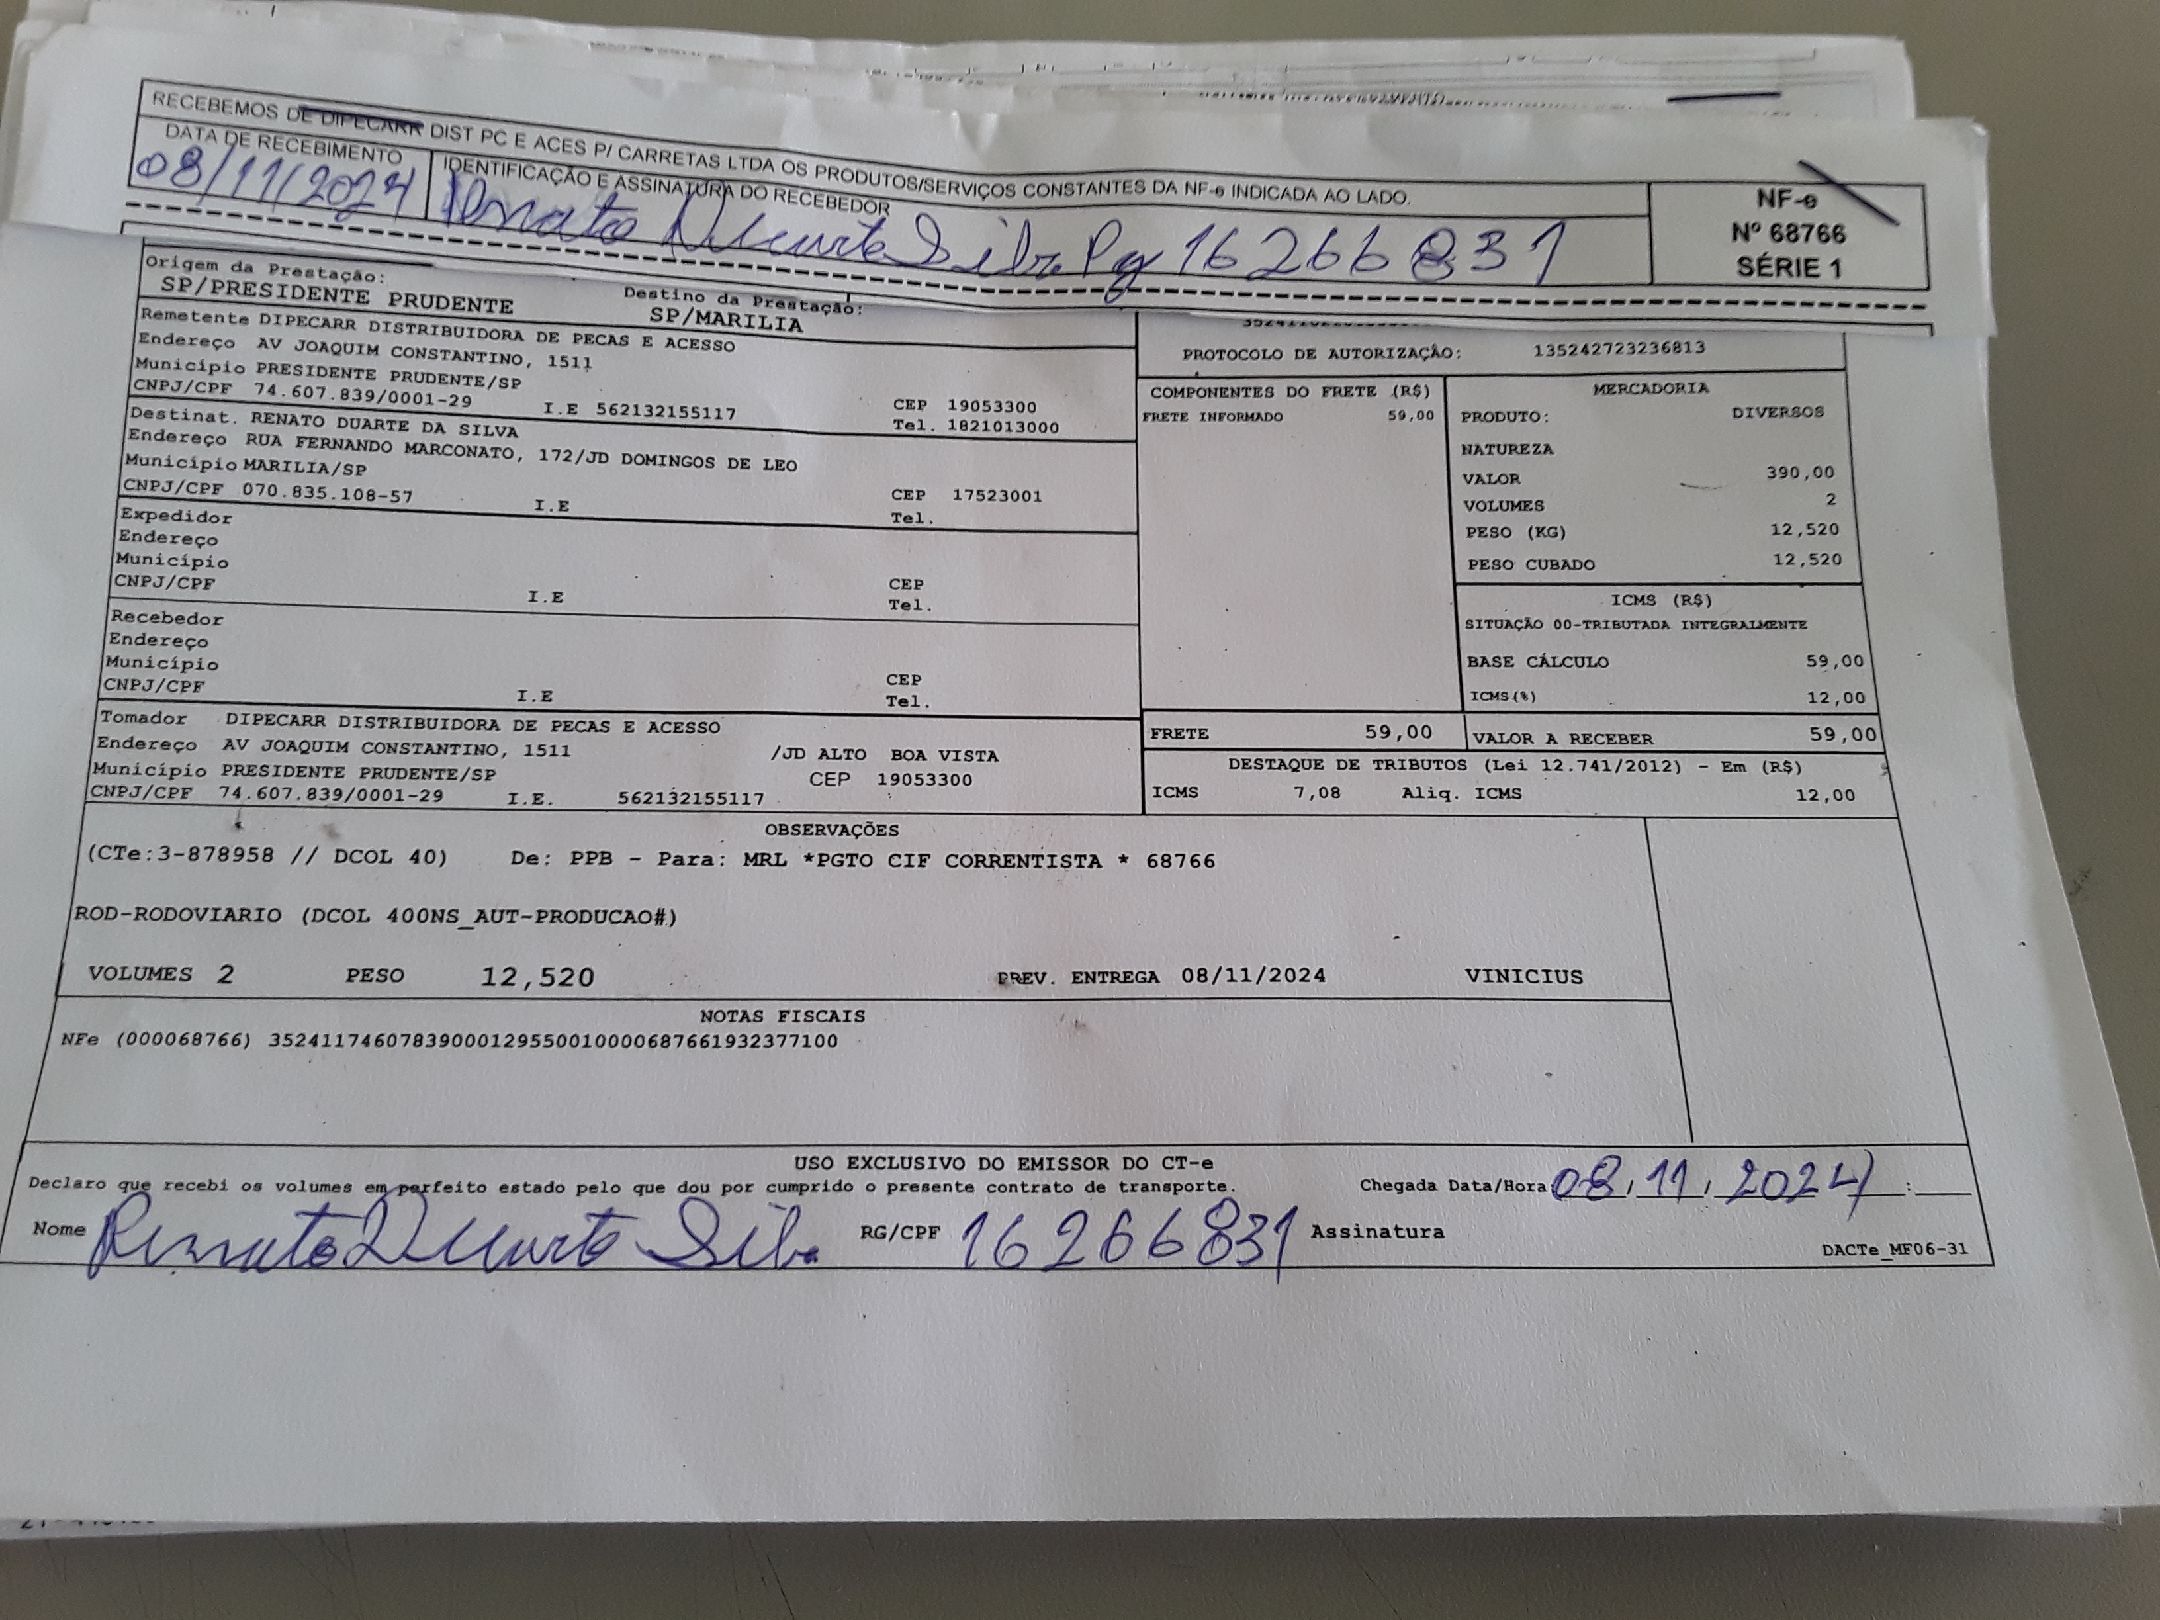 RECEBEMOS DE DIPECARR DIST PC E ACES P/ CARRETAS LTDA OS PRODUTOS/SERVIÇOS CONSTANTES DA NF-e INDICADA AO LADO.
DATA DE RECEBIMENTO
08/11/2024
IDENTIFICAÇÃO E ASSINATURA DO RECEBEDOR
Renato Duarte Silva Rg 16266831
NF-e
Nº 68766
SÉRIE 1
Origem da Prestação:
SP/PRESIDENTE PRUDENTE
Destino da Prestação:
SP/MARILIA
Remetente DIPECARR DISTRIBUIDORA DE PECAS E ACESSO
Endereço AV JOAQUIM CONSTANTINO, 1511
Município PRESIDENTE PRUDENTE/SP CEP 19053300
CNPJ/CPF 74.607.839/0001-29 I.E 562132155117 Tel. 1821013000
Destinat. RENATO DUARTE DA SILVA
Endereço RUA FERNANDO MARCONATO, 172/JD DOMINGOS DE LEO
Município MARILIA/SP CEP 17523001
CNPJ/CPF 070.835.108-57 I.E Tel.
Expedidor
Endereço
Município CEP
CNPJ/CPF I.E Tel.
Recebedor
Endereço
Município CEP
CNPJ/CPF I.E Tel.
Tomador DIPECARR DISTRIBUIDORA DE PECAS E ACESSO
Endereço AV JOAQUIM CONSTANTINO, 1511 /JD ALTO BOA VISTA
Município PRESIDENTE PRUDENTE/SP CEP 19053300
CNPJ/CPF 74.607.839/0001-29 I.E. 562132155117
PROTOCOLO DE AUTORIZAÇÃO: 135242723236813
COMPONENTES DO FRETE (R$)
FRETE INFORMADO 59,00
MERCADORIA
PRODUTO: DIVERSOS
NATUREZA
VALOR 390,00
VOLUMES 2
PESO (KG) 12,520
PESO CUBADO 12,520
ICMS (R$)
SITUAÇÃO 00-TRIBUTADA INTEGRALMENTE
BASE CÁLCULO 59,00
ICMS(%) 12,00
FRETE 59,00 VALOR A RECEBER 59,00
DESTAQUE DE TRIBUTOS (Lei 12.741/2012) - Em (R$)
ICMS 7,08 Aliq. ICMS 12,00
OBSERVAÇÕES
(CTe:3-878958 // DCOL 40) De: PPB - Para: MRL *PGTO CIF CORRENTISTA * 68766
ROD-RODOVIARIO (DCOL 400NS_AUT-PRODUCAO#)
VOLUMES 2 PESO 12,520 PREV. ENTREGA 08/11/2024 VINICIUS
NOTAS FISCAIS
NFe (000068766) 35241174607839000129550010000687661932377100
USO EXCLUSIVO DO EMISSOR DO CT-e
Declaro que recebi os volumes em perfeito estado pelo que dou por cumprido o presente contrato de transporte. Chegada Data/Hora 08/11/2024 :
Nome Renato Duarte Silva RG/CPF 16266831 Assinatura
DACTe_MF06-31